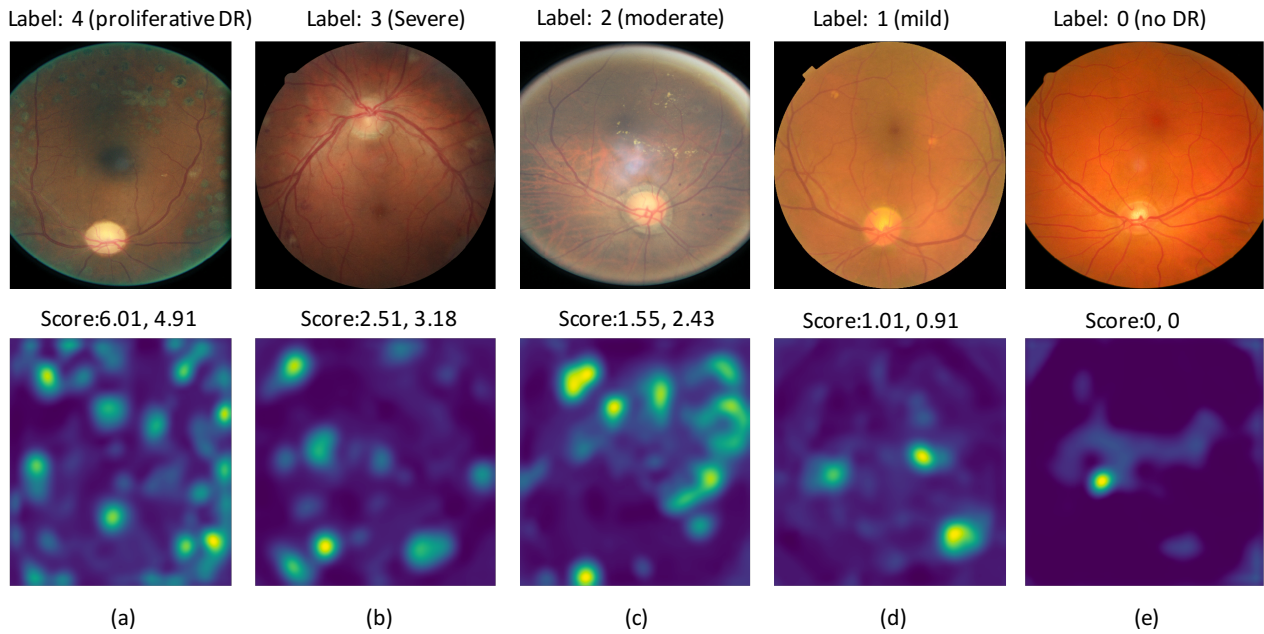 Label: 4 (proliferative DR)
Label: 3 (Severe)
Label: 2 (moderate)
Label: 1 (mild)
Label: 0 (no DR)
Score:6.01, 4.91
Score:2.51, 3.18
Score:1.55, 2.43
Score:1.01, 0.91
Score:0, 0
(a)
(b)
(c)
(d)
(e)